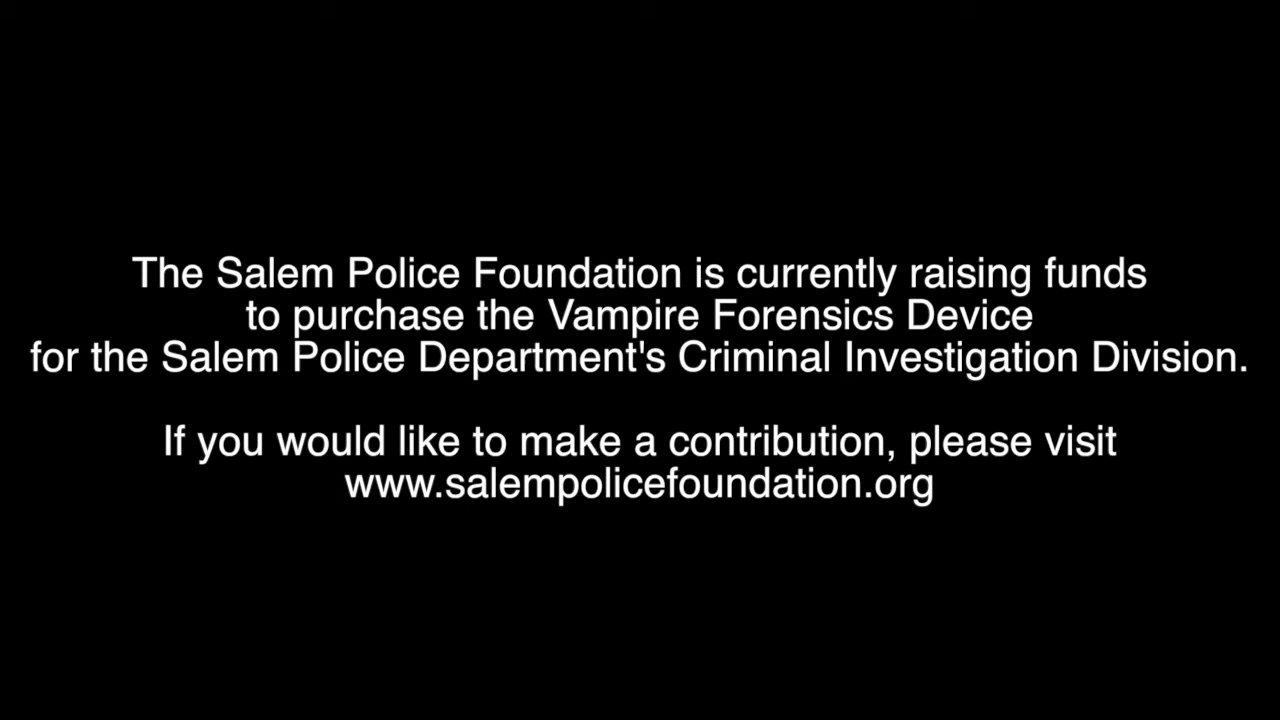 The Salem Police Foundation is currently raising funds
to purchase the Vampire Forensics Device
for the Salem Police Department's Criminal Investigation Division.
If you would like to make a contribution, please visit
www.salempolicefoundation.org